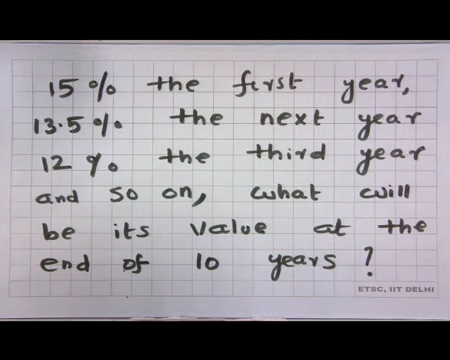 15% the first year,
13.5% the next year
12% the third year
and so on, what will
be its value at the
end of 10 years?
ETSC, IIT DELHI